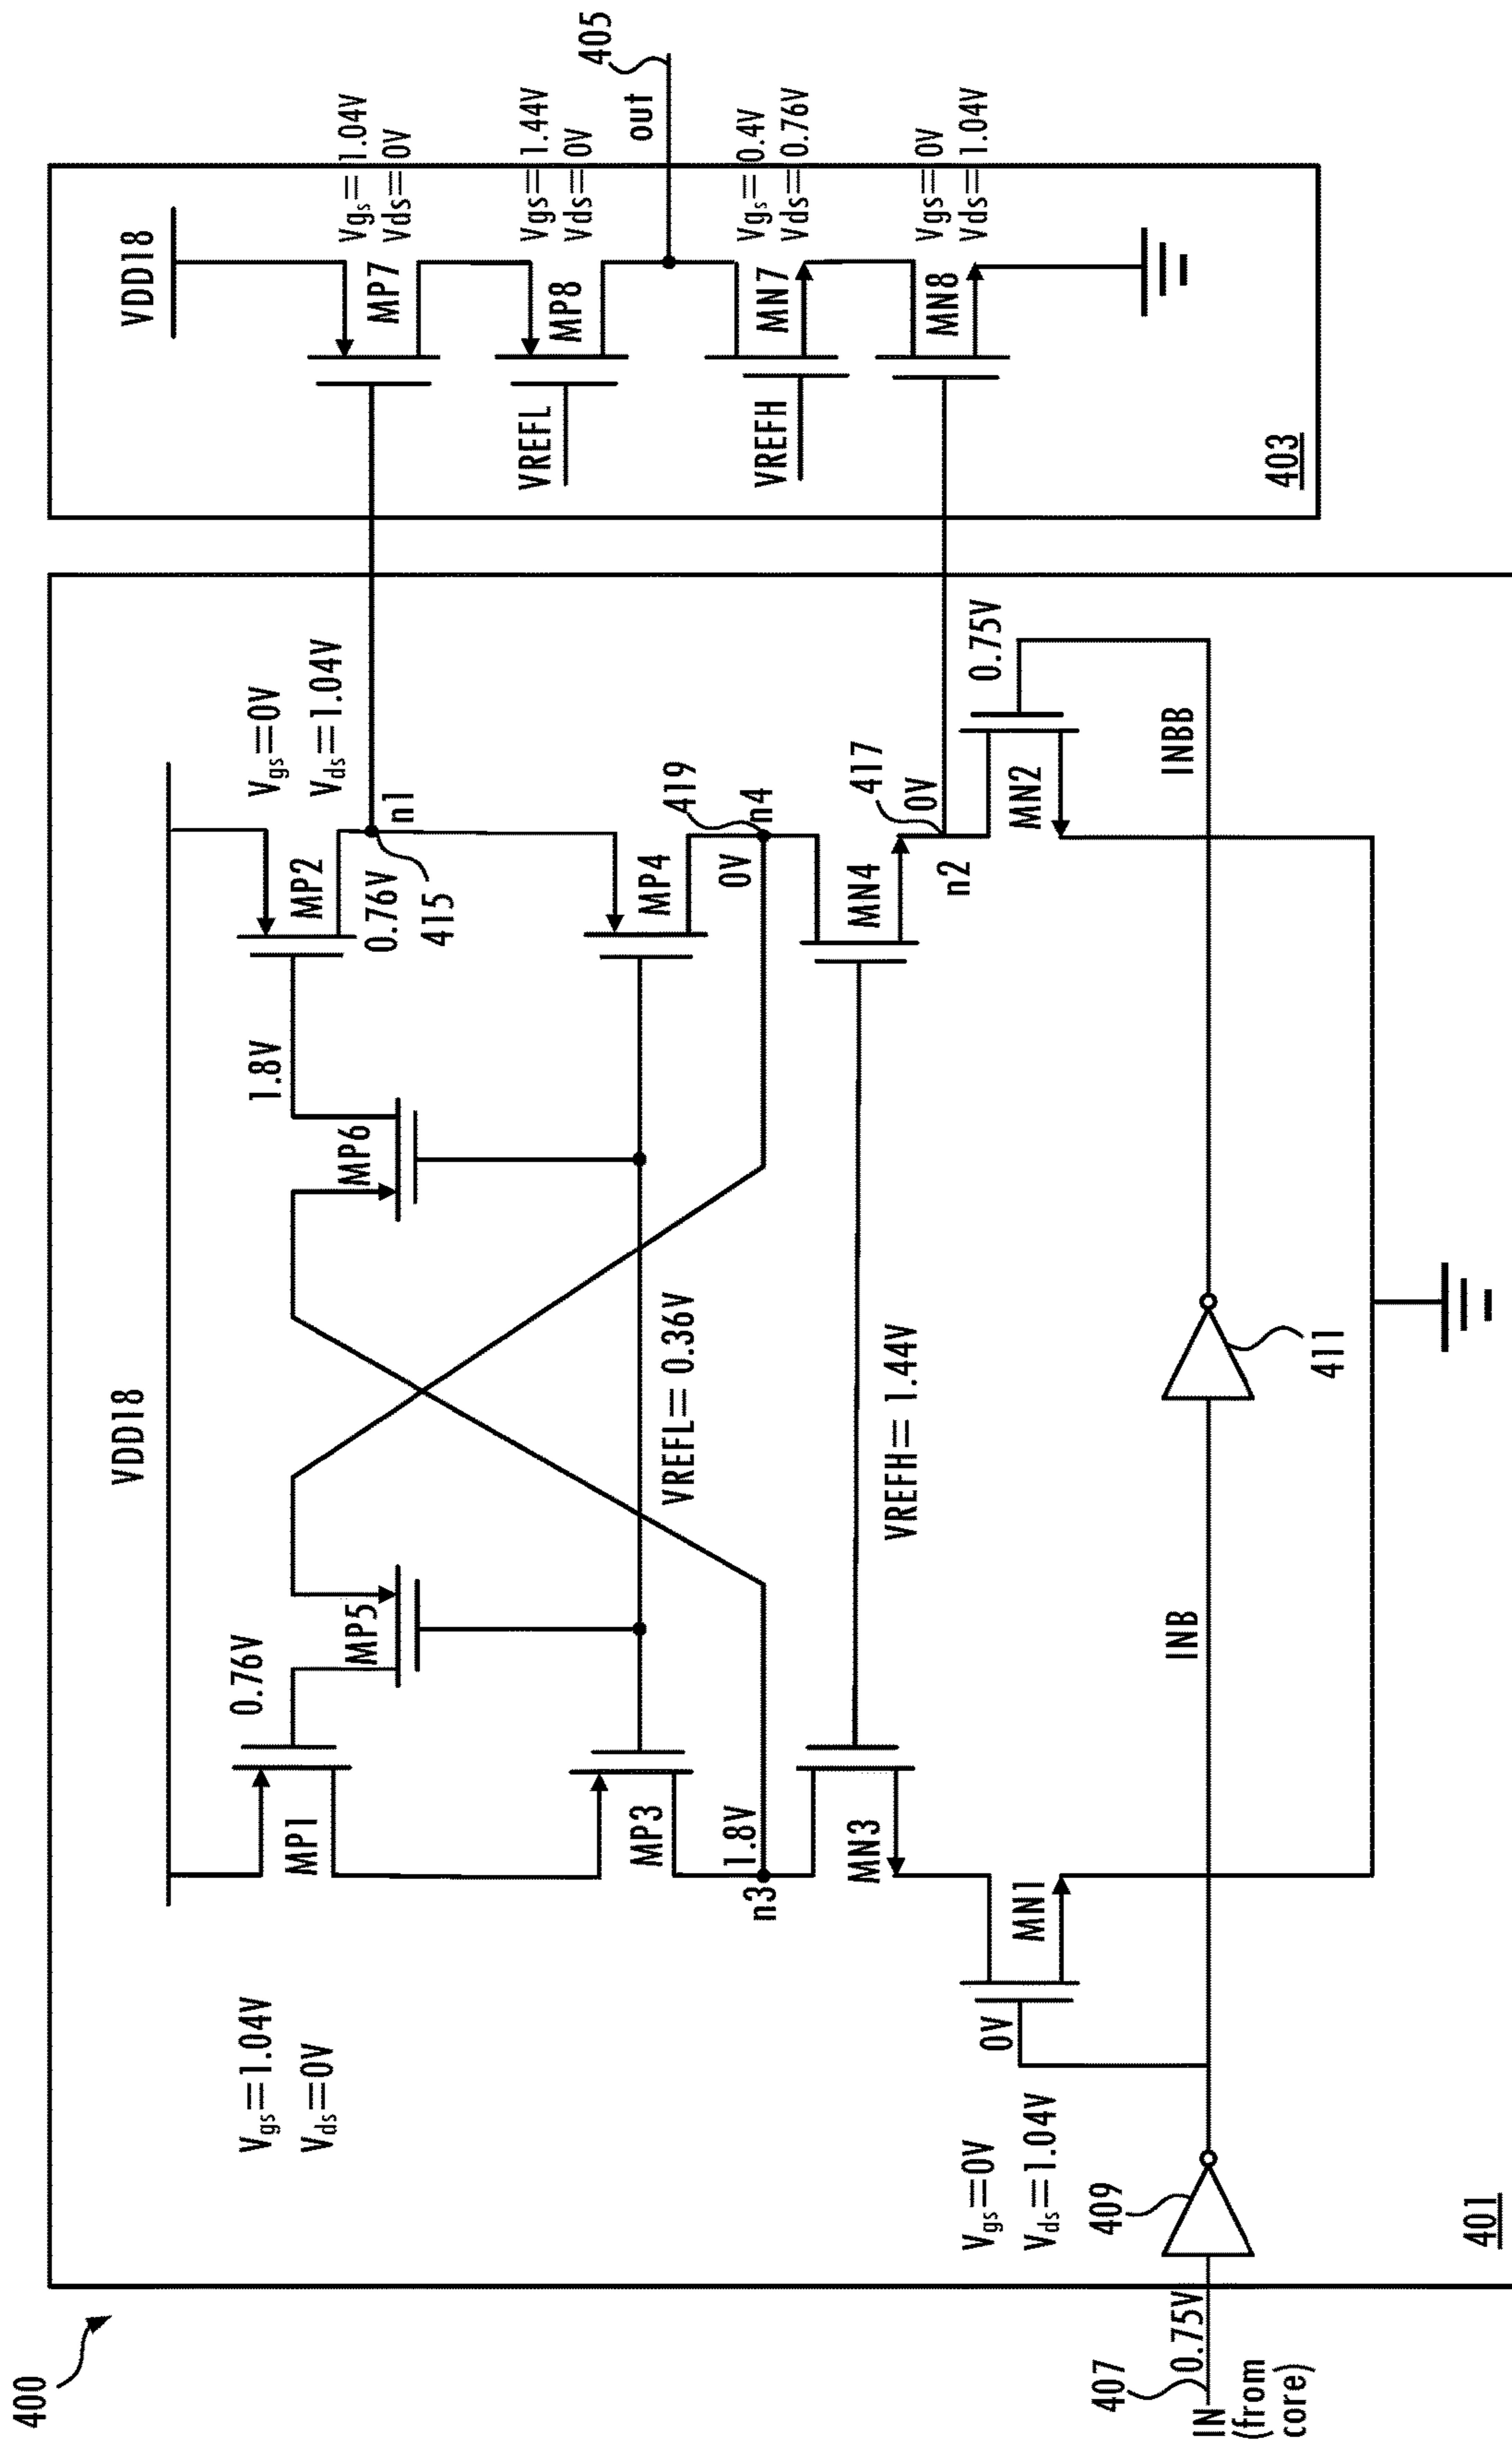 400
VDD18
Vgs=1.04V
Vds=0V
MP1
0.76V
MP5
MP6
1.8V
MP2
Vgs=0V
Vds=1.04V
0.76V
415
n1
MP3
1.8V
n3
VREFL= 0.36V
MP4
0V
419
n4
MN3
VREFH= 1.44V
MN4
417
0V
n2
Vgs=0V
Vds=1.04V
0V
MN1
MN2
0.75V
407
IN
(from
core)
0.75V
409
INB
411
INBB
401
VDD18
MP7
Vgs=1.04V
Vds=0V
VREFL
MP8
Vgs=1.44V
Vds=0V
out
405
VREFH
MN7
Vgs=0.4V
Vds=0.76V
MN8
Vgs=0V
Vds=1.04V
403